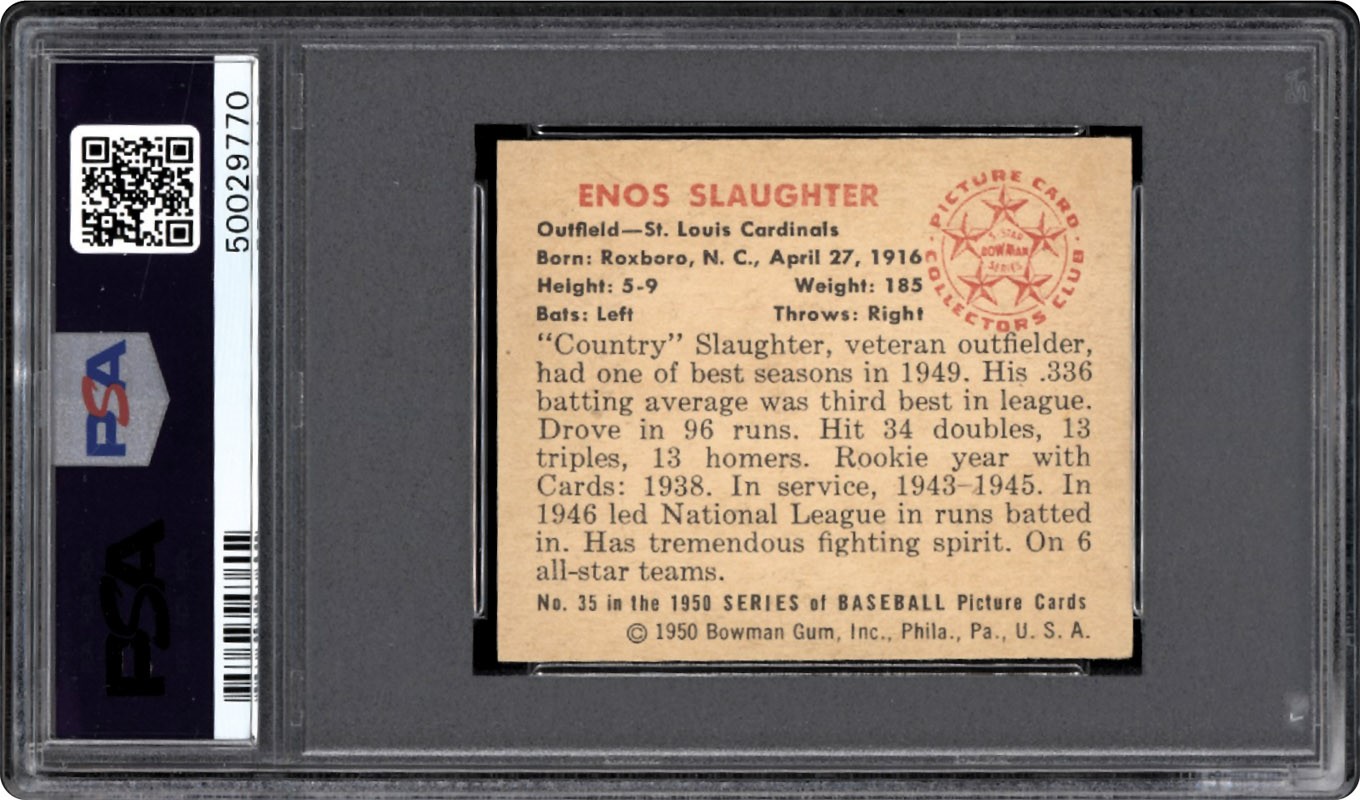 50029770
PSA
PSA
ENOS SLAUGHTER
Outfield—St. Louis Cardinals
Born: Roxboro, N. C., April 27, 1916
Height: 5-9 Weight: 185
Bats: Left Throws: Right
PICTURE CARD
COLLECTORS CLUB
5-STAR
BOWMAN
SERIES
“Country” Slaughter, veteran outfielder,
had one of best seasons in 1949. His .336
batting average was third best in league.
Drove in 96 runs. Hit 34 doubles, 13
triples, 13 homers. Rookie year with
Cards: 1938. In service, 1943–1945. In
1946 led National League in runs batted
in. Has tremendous fighting spirit. On 6
all-star teams.
No. 35 in the 1950 SERIES of BASEBALL Picture Cards
© 1950 Bowman Gum, Inc., Phila., Pa., U. S. A.